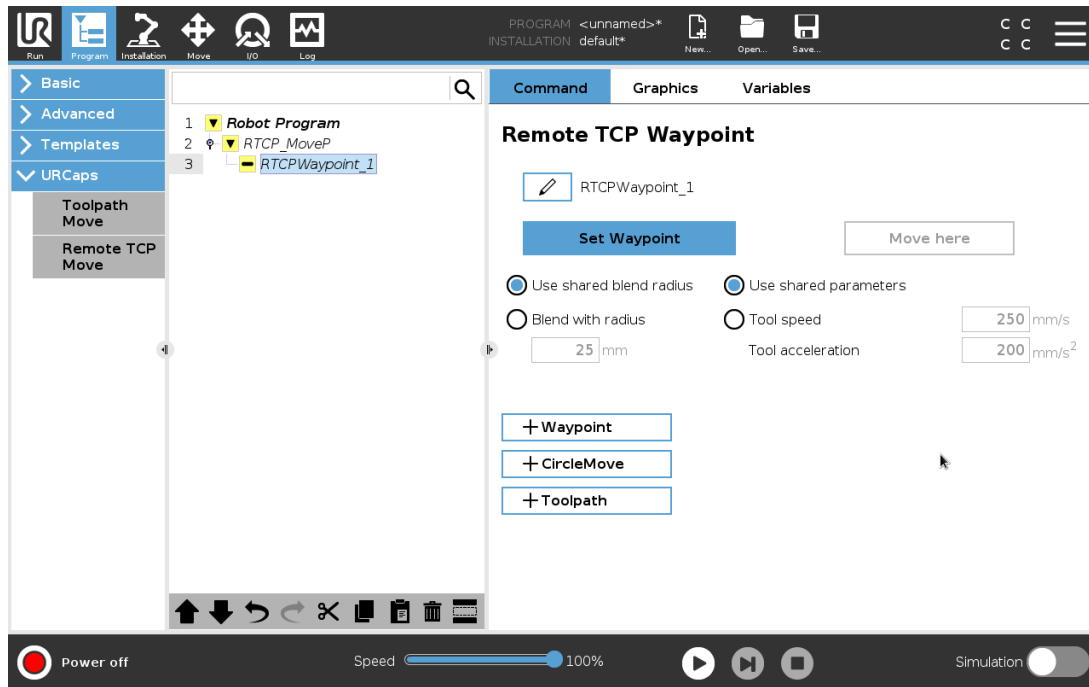 PROGRAM <unnamed>*
INSTALLATION default*
C C
C C
UR
Run
Program
Installation
Move
I/O
Log
New...
Open...
Save...
Basic
Advanced
Templates
URCaps
Toolpath
Move
Remote TCP
Move
1 Robot Program
2 RTCP_MoveP
3 RTCPWaypoint_1
Command Graphics Variables
Remote TCP Waypoint
RTCPWaypoint_1
Set Waypoint Move here
Use shared blend radius Use shared parameters
Blend with radius Tool speed 250 mm/s
25 mm Tool acceleration 200 mm/s²
+Waypoint
+CircleMove
+Toolpath
Power off Speed 100% Simulation